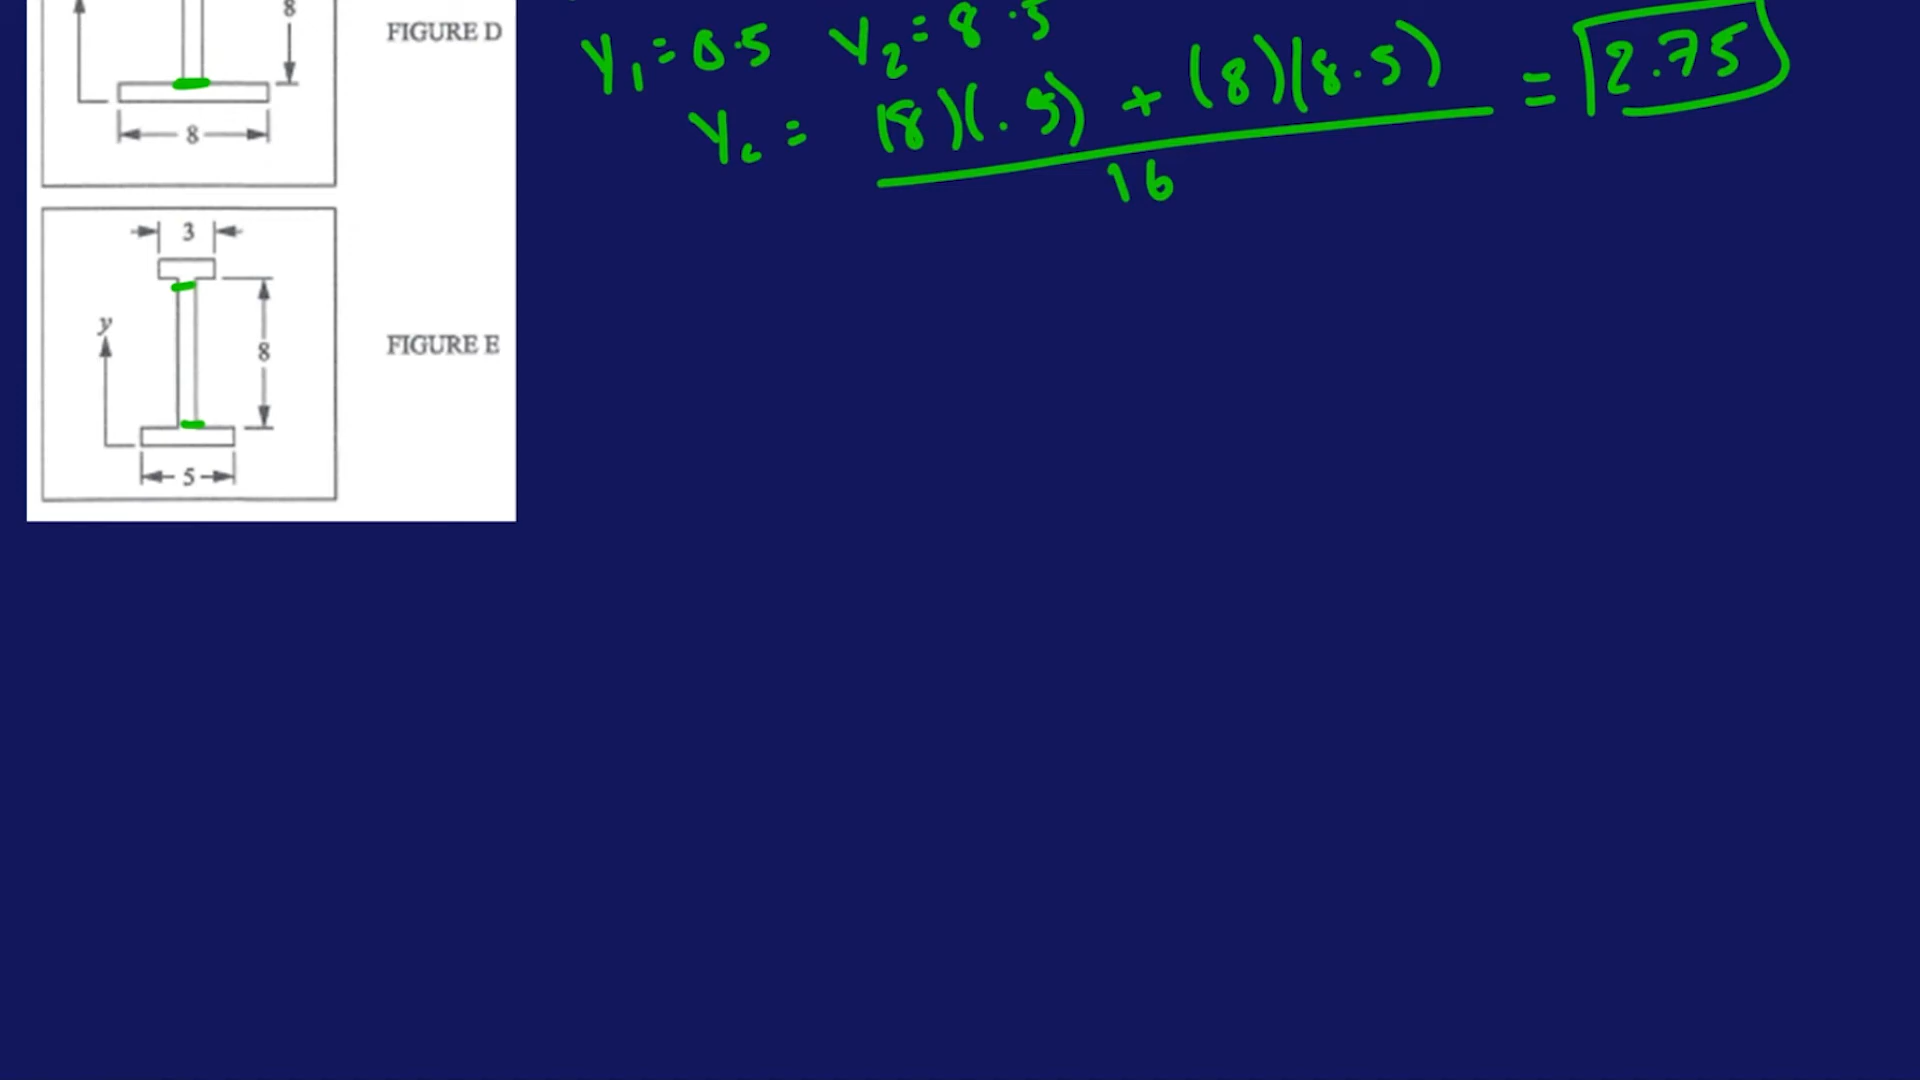 8
FIGURE D
8
Y₁ = 0.5 Y₂ = 8.5
Yc = (8)(.5) + (8)(8.5) = 2.75
16
3
y
8
FIGURE E
5